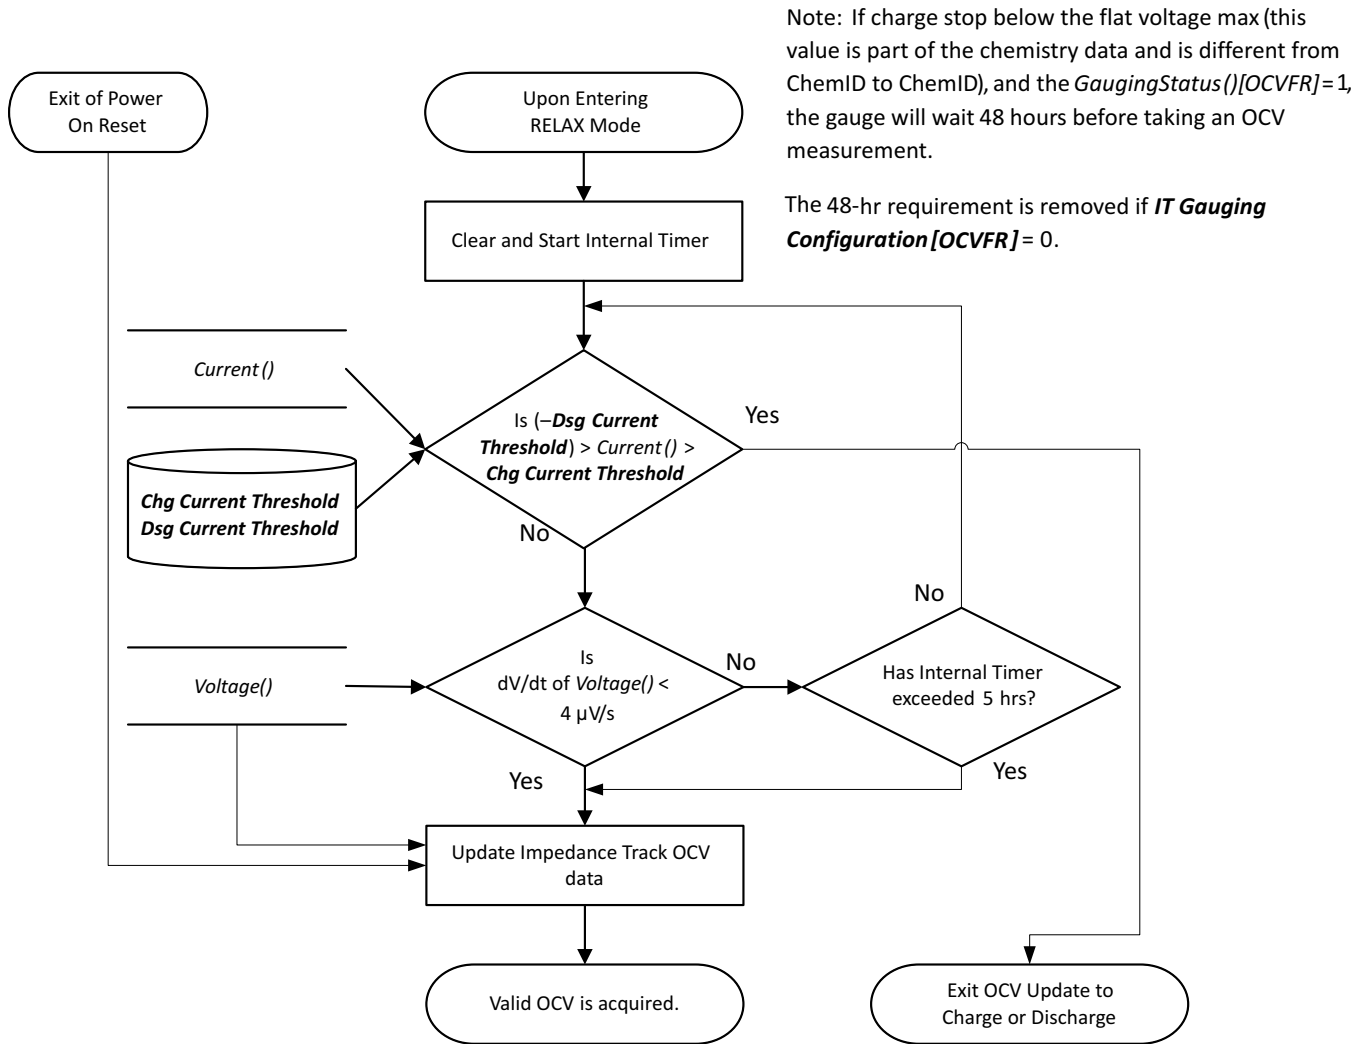 Note: If charge stop below the flat voltage max (this
value is part of the chemistry data and is different from
ChemID to ChemID), and the GaugingStatus()[OCVFR] = 1,
the gauge will wait 48 hours before taking an OCV
measurement.
The 48-hr requirement is removed if IT Gauging
Configuration [OCVFR] = 0.
Exit of Power
On Reset
Upon Entering
RELAX Mode
Clear and Start Internal Timer
Current ()
Chg Current Threshold
Dsg Current Threshold
Is (–Dsg Current
Threshold) > Current () >
Chg Current Threshold
Yes
No
Voltage()
Is
dV/dt of Voltage() <
4 µV/s
No
Yes
Has Internal Timer
exceeded 5 hrs?
No
Yes
Update Impedance Track OCV
data
Valid OCV is acquired.
Exit OCV Update to
Charge or Discharge